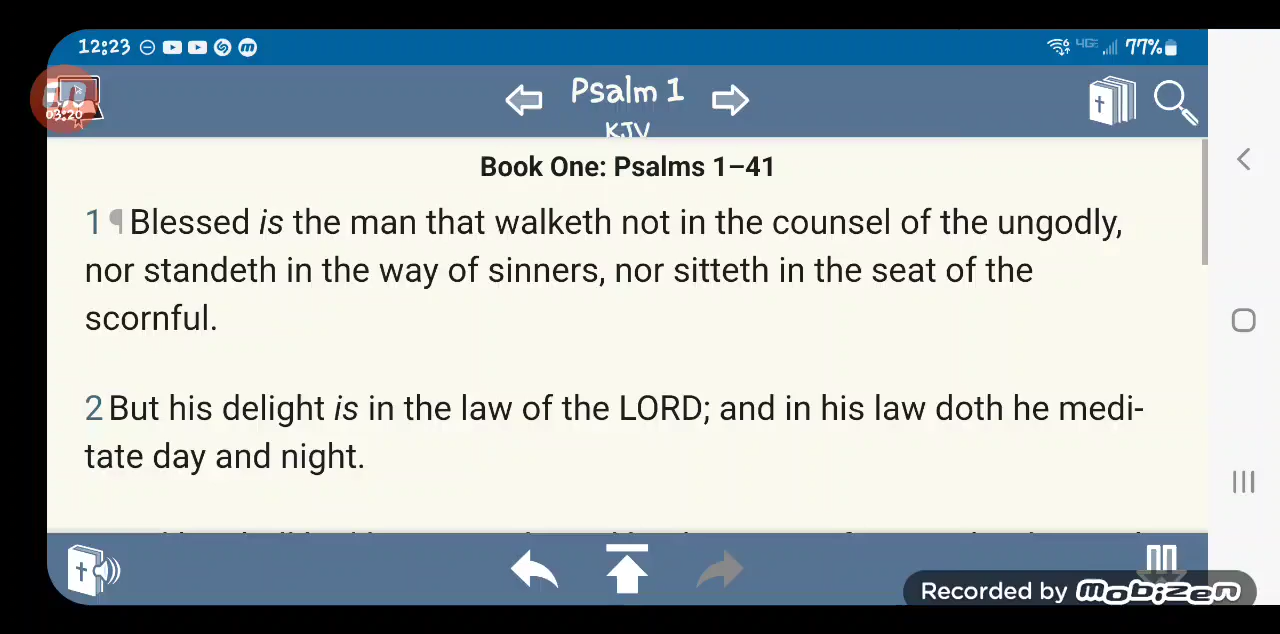 12:23
4GE 77%
03:20
Psalm 1
KJV
Book One: Psalms 1–41
1 ¶ Blessed is the man that walketh not in the counsel of the ungodly,
nor standeth in the way of sinners, nor sitteth in the seat of the
scornful.
2 But his delight is in the law of the LORD; and in his law doth he medi-
tate day and night.
Recorded by mobizen